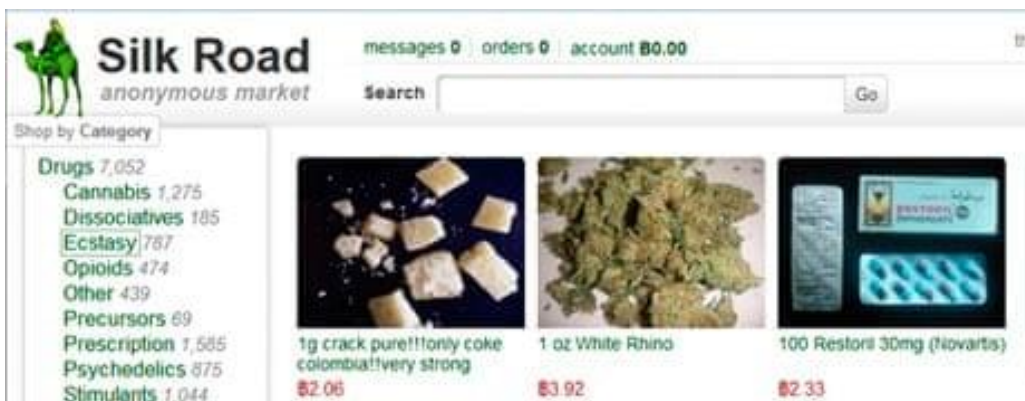 Silk Road
anonymous market
messages 0 orders 0 account ฿0.00
Search
Go
Shop by Category
Drugs 7,052
Cannabis 1,275
Dissociatives 185
Ecstasy 787
Opioids 474
Other 439
Precursors 69
Prescription 1,585
Psychedelics 875
Stimulants 1,044
1g crack pure!!!only coke
colombia!!very strong
฿2.06
1 oz White Rhino
฿3.92
100 Restoril 30mg (Novartis)
฿2.33